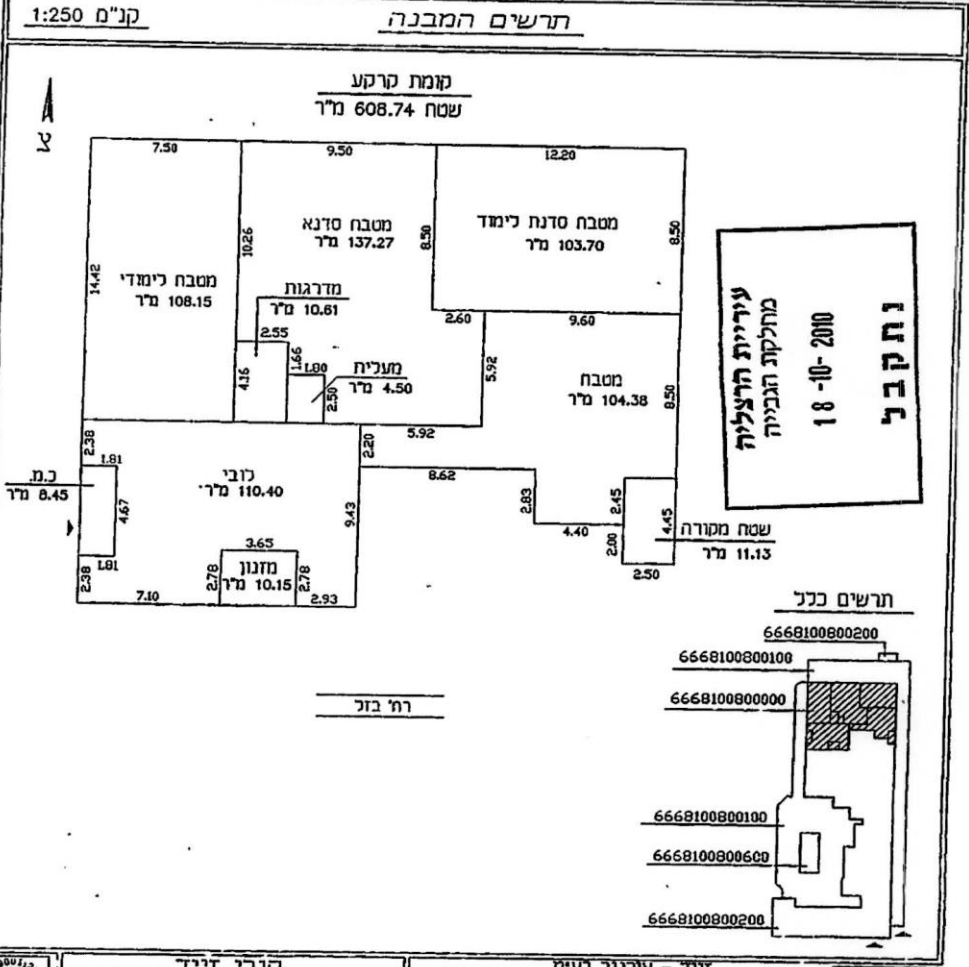 קנ"מ 1:250
תרשים המבנה
קומת קרקע
שטח 608.74 מ"ר
צ
7.50
9.50
12.20
14.42
10.26
8.50
8.50
מטבח לימודי
108.15 מ"ר
מטבח סדנא
137.27 מ"ר
מטבח סדנת לימוד
103.70 מ"ר
מדרגות
10.61 מ"ר
2.55
4.16
1.66
1.80
2.50
מעלית
4.50 מ"ר
2.60
9.60
5.92
מטבח
104.38 מ"ר
8.50
5.92
2.20
8.62
2.83
4.40
2.45
2.00
4.45
2.50
שטח מקורה
11.13 מ"ר
2.38
1.81
כ.מ.
8.45 מ"ר
4.67
1.81
2.38
לובי
110.40 מ"ר
9.43
3.65
2.78
מזנון
10.15 מ"ר
2.78
7.10
2.93
עיריית הרצליה
מחלקת הגבייה
18-10-2010
נתקבל
רח' בזל
תרשים כלל
6668100800200
6668100800100
6668100800000
6668100800100
6668100800600
6668100800200